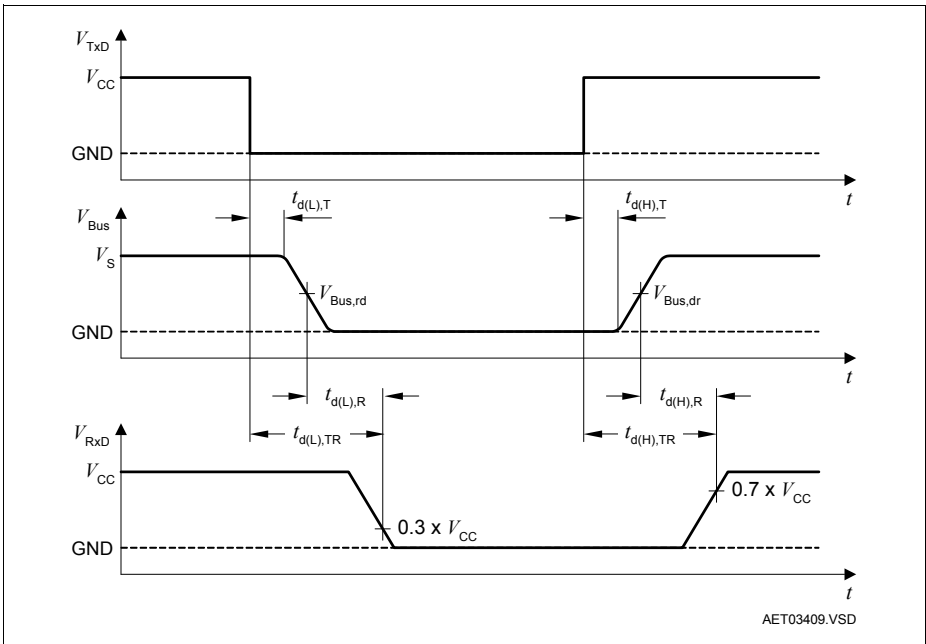 V_TxD
V_CC
GND
t
t_d(L),T
t_d(H),T
V_Bus
V_S
V_Bus,rd
V_Bus,dr
GND
t
t_d(L),R
t_d(H),R
t_d(L),TR
t_d(H),TR
V_RxD
V_CC
0.7 x V_CC
0.3 x V_CC
GND
t
AET03409.VSD